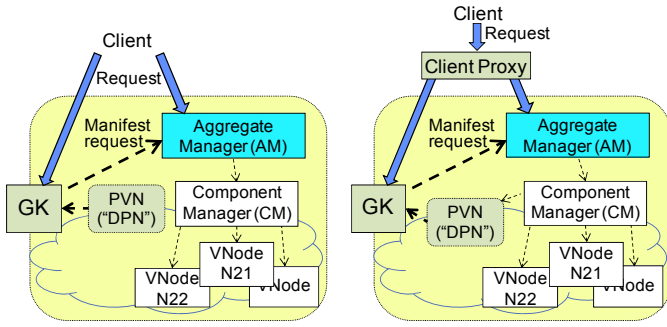 Client
Request
Manifest
request
Aggregate
Manager (AM)
GK
PVN
("DPN")
Component
Manager (CM)
VNode
N21
VNode
N22
VNode
Client
Request
Client Proxy
Manifest
request
Aggregate
Manager (AM)
GK
PVN
("DPN")
Component
Manager (CM)
VNode
N21
VNode
N22
VNode